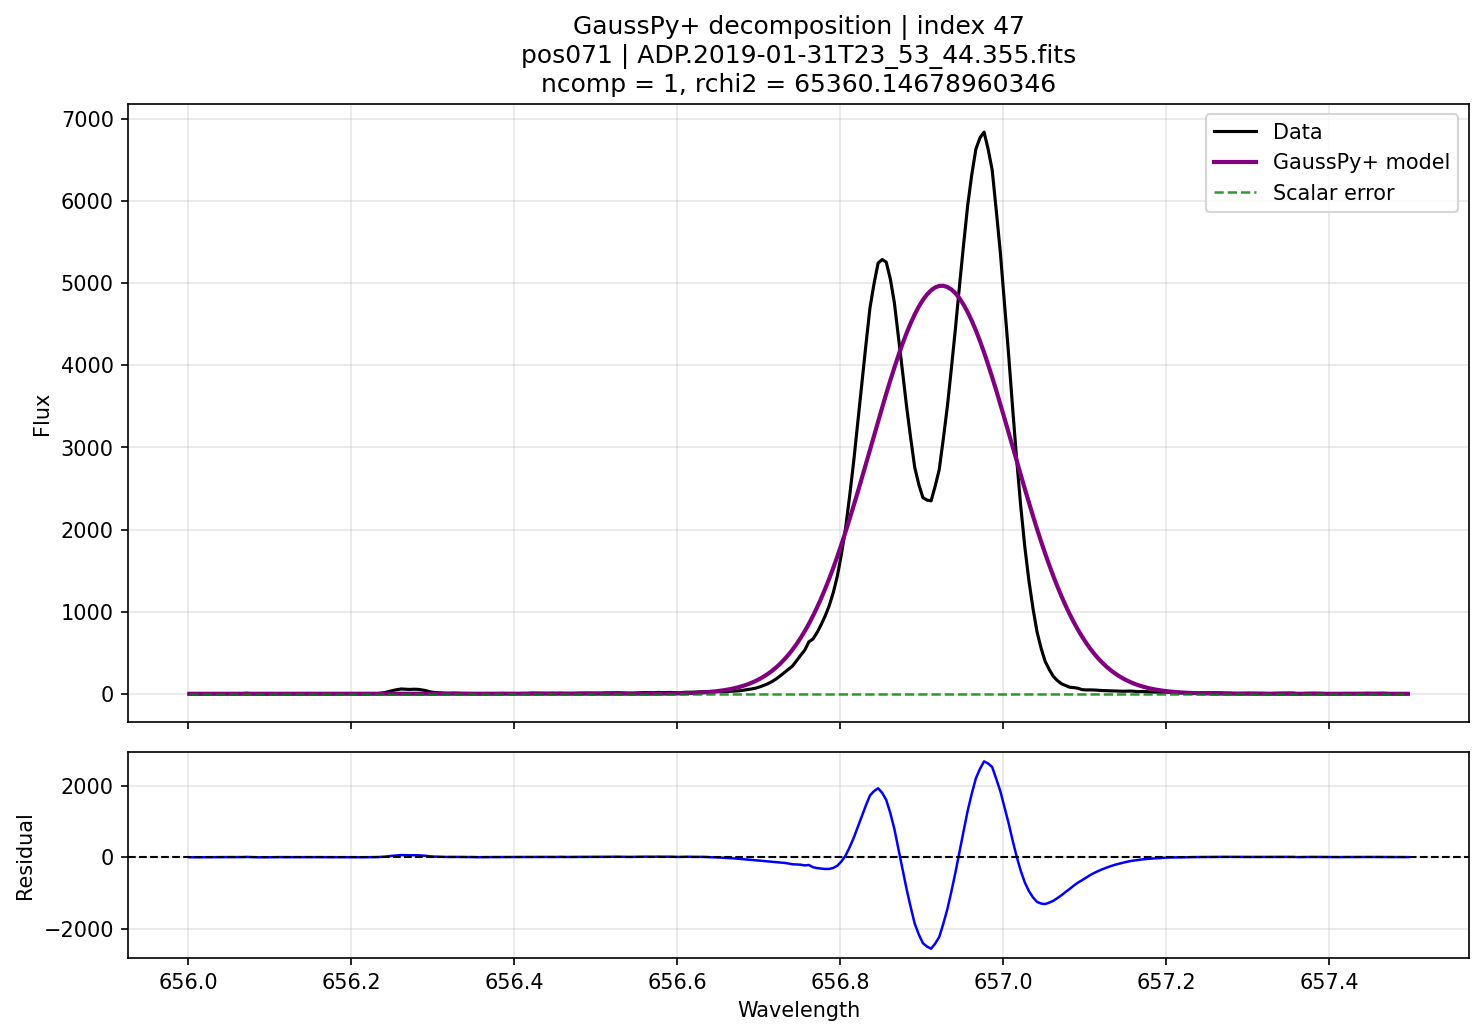 GaussPy+ decomposition | index 47
pos071 | ADP.2019-01-31T23_53_44.355.fits
ncomp = 1, rchi2 = 65360.14678960346
Data
GaussPy+ model
Scalar error
7000
6000
5000
4000
3000
2000
1000
0
Flux
2000
0
−2000
Residual
656.0 656.2 656.4 656.6 656.8 657.0 657.2 657.4
Wavelength